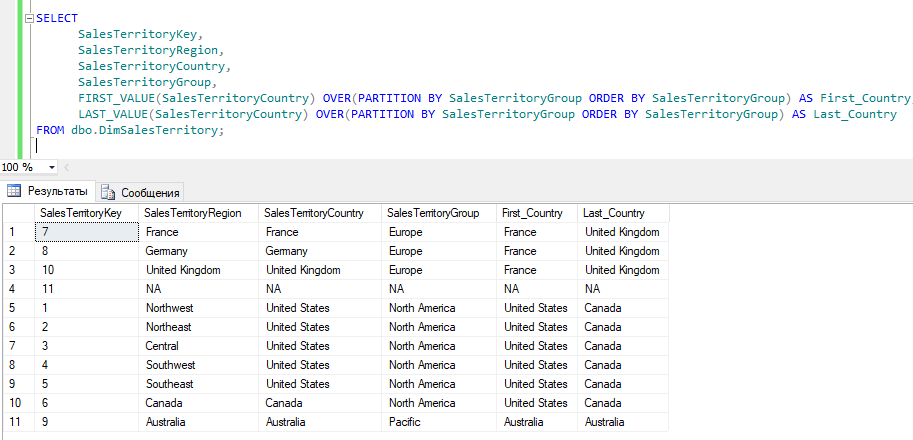 SELECT
SalesTerritoryKey,
SalesTerritoryRegion,
SalesTerritoryCountry,
SalesTerritoryGroup,
FIRST_VALUE(SalesTerritoryCountry) OVER(PARTITION BY SalesTerritoryGroup ORDER BY SalesTerritoryGroup) AS First_Country,
LAST_VALUE(SalesTerritoryCountry) OVER(PARTITION BY SalesTerritoryGroup ORDER BY SalesTerritoryGroup) AS Last_Country
FROM dbo.DimSalesTerritory;
100 %
Результаты Сообщения
SalesTerritoryKey SalesTerritoryRegion SalesTerritoryCountry SalesTerritoryGroup First_Country Last_Country
1 7 France France Europe France United Kingdom
2 8 Germany Germany Europe France United Kingdom
3 10 United Kingdom United Kingdom Europe France United Kingdom
4 11 NA NA NA NA NA
5 1 Northwest United States North America United States Canada
6 2 Northeast United States North America United States Canada
7 3 Central United States North America United States Canada
8 4 Southwest United States North America United States Canada
9 5 Southeast United States North America United States Canada
10 6 Canada Canada North America United States Canada
11 9 Australia Australia Pacific Australia Australia